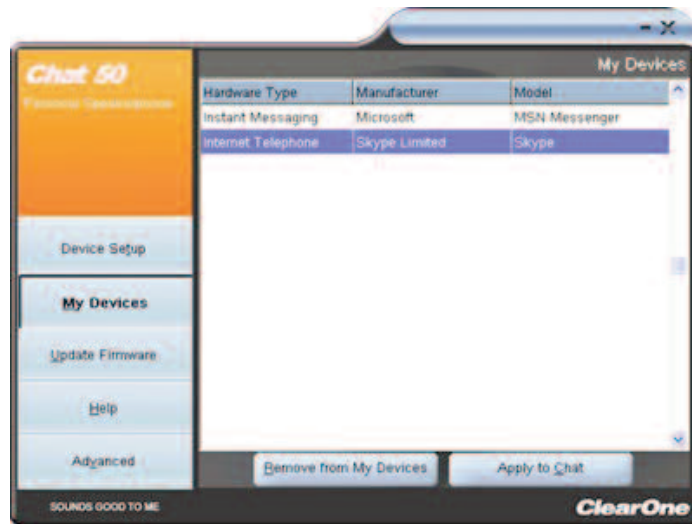 My Devices
Chat 50
Personal Speakerphone
Hardware Type Manufacturer Model
Instant Messaging Microsoft MSN Messenger
Internet Telephone Skype Limited Skype
Device Setup
My Devices
Update Firmware
Help
Advanced
Remove from My Devices Apply to Chat
SOUNDS GOOD TO ME ClearOne